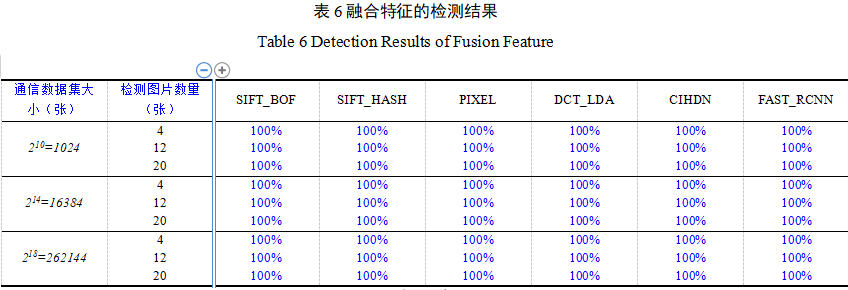 表 6 融合特征的检测结果
Table 6 Detection Results of Fusion Feature
通信数据集大小（张） 检测图片数量（张） SIFT_BOF SIFT_HASH PIXEL DCT_LDA CIHDN FAST_RCNN
2^10=1024 4 100% 100% 100% 100% 100% 100%
12 100% 100% 100% 100% 100% 100%
20 100% 100% 100% 100% 100% 100%
2^14=16384 4 100% 100% 100% 100% 100% 100%
12 100% 100% 100% 100% 100% 100%
20 100% 100% 100% 100% 100% 100%
2^18=262144 4 100% 100% 100% 100% 100% 100%
12 100% 100% 100% 100% 100% 100%
20 100% 100% 100% 100% 100% 100%